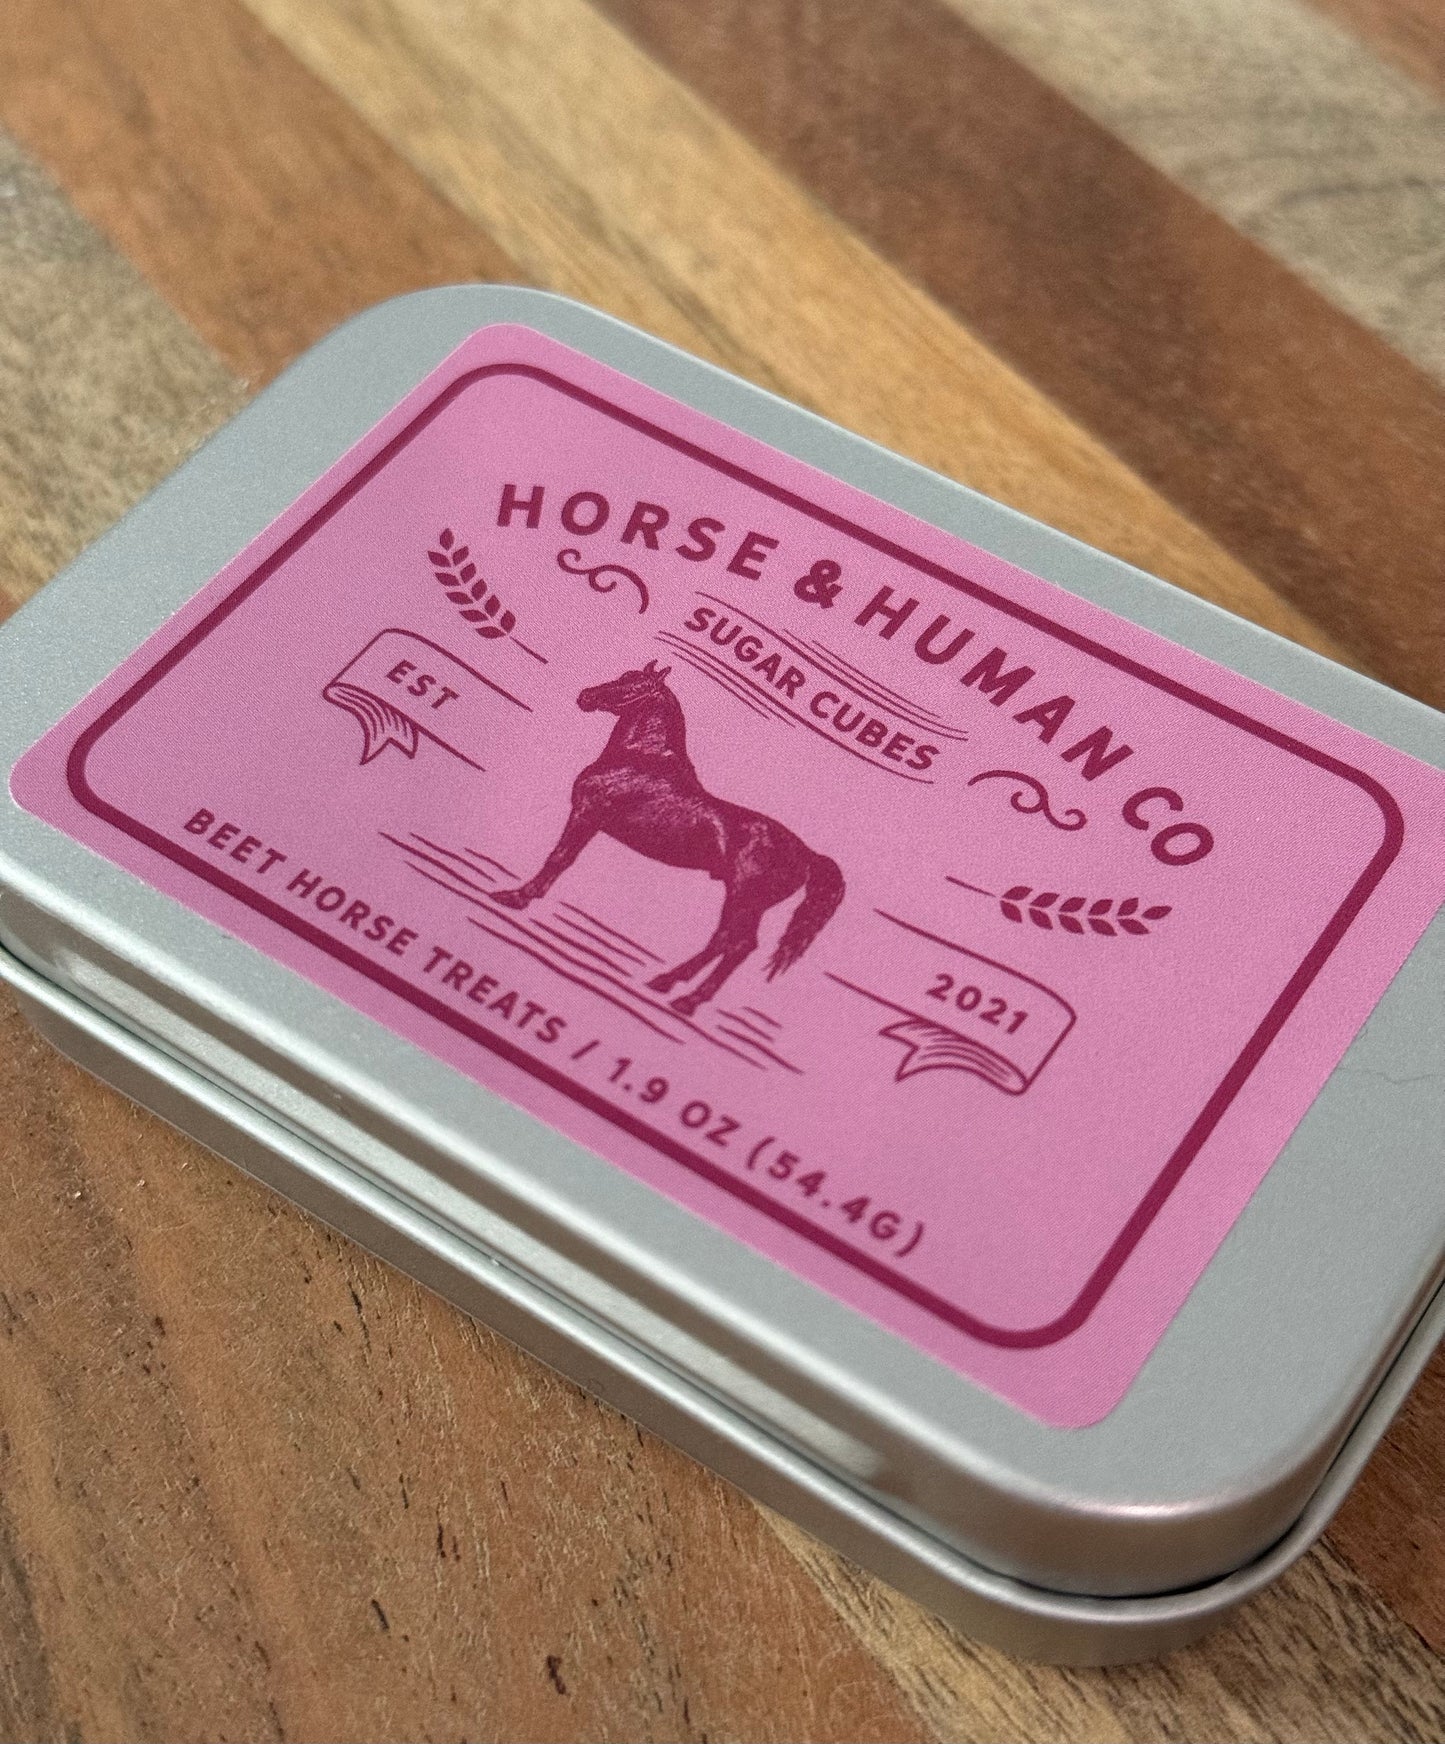 HORSE & HUMAN CO
SUGAR CUBES
EST
2021
BEET HORSE TREATS / 1.9 OZ (54.4G)